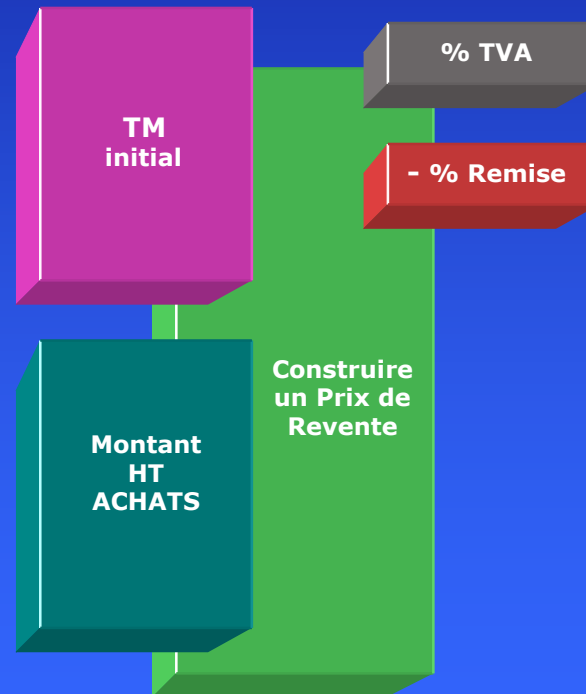 TM
initial
% TVA
- % Remise
Construire
un Prix de
Revente
Montant
HT
ACHATS